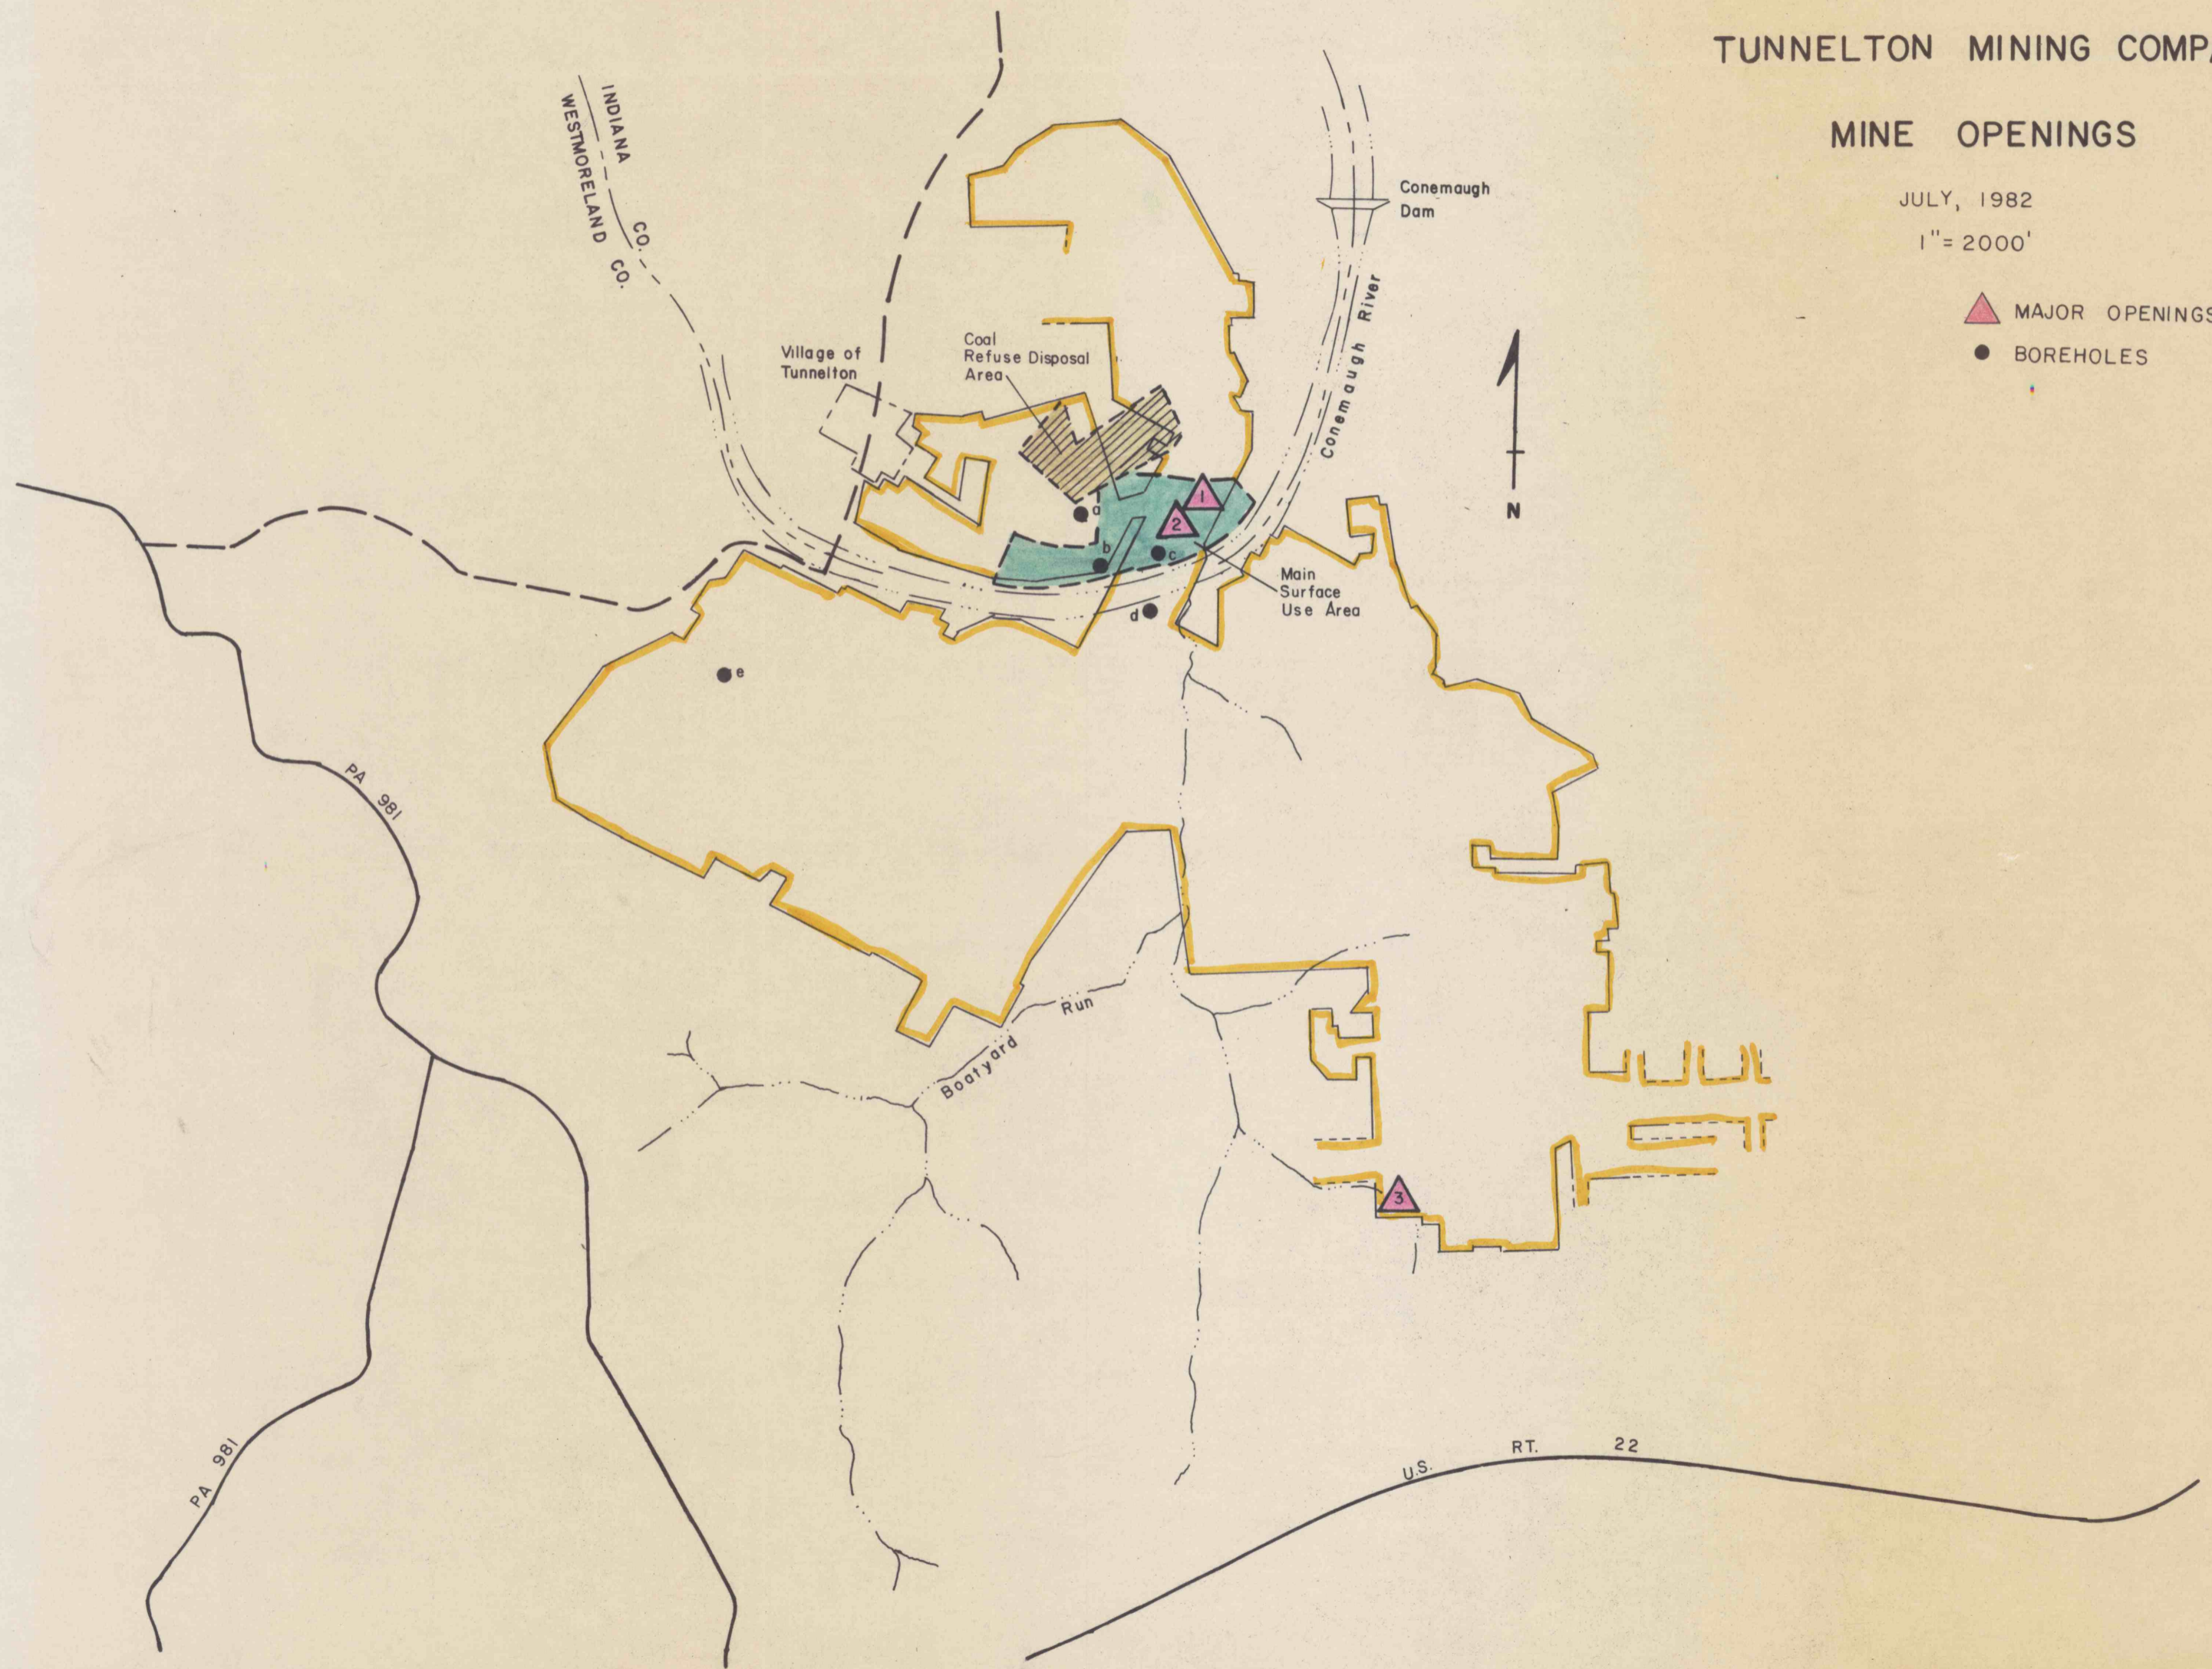 TUNNELTON MINING COMPA
MINE OPENINGS
JULY, 1982
1"= 2000'
MAJOR OPENINGS
BOREHOLES
INDIANA CO.
WESTMORELAND CO.
Conemaugh
Dam
Conemaugh River
Village of
Tunnelton
Coal
Refuse Disposal
Area
N
1
2
a
b
c
d
Main
Surface
Use Area
e
PA 981
Boatyard Run
3
PA 981
U.S. RT. 22